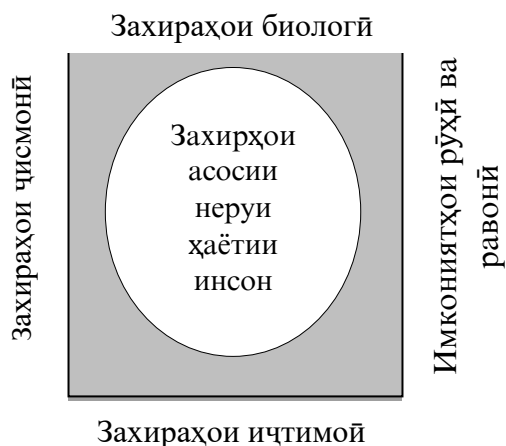 Захираҳои биологӣ
Захираҳои ҷисмонӣ
Захирҳои
асосии
неруи
ҳаётии
инсон
Имкониятҳои рӯҳӣ ва
равонӣ
Захираҳои иҷтимоӣ